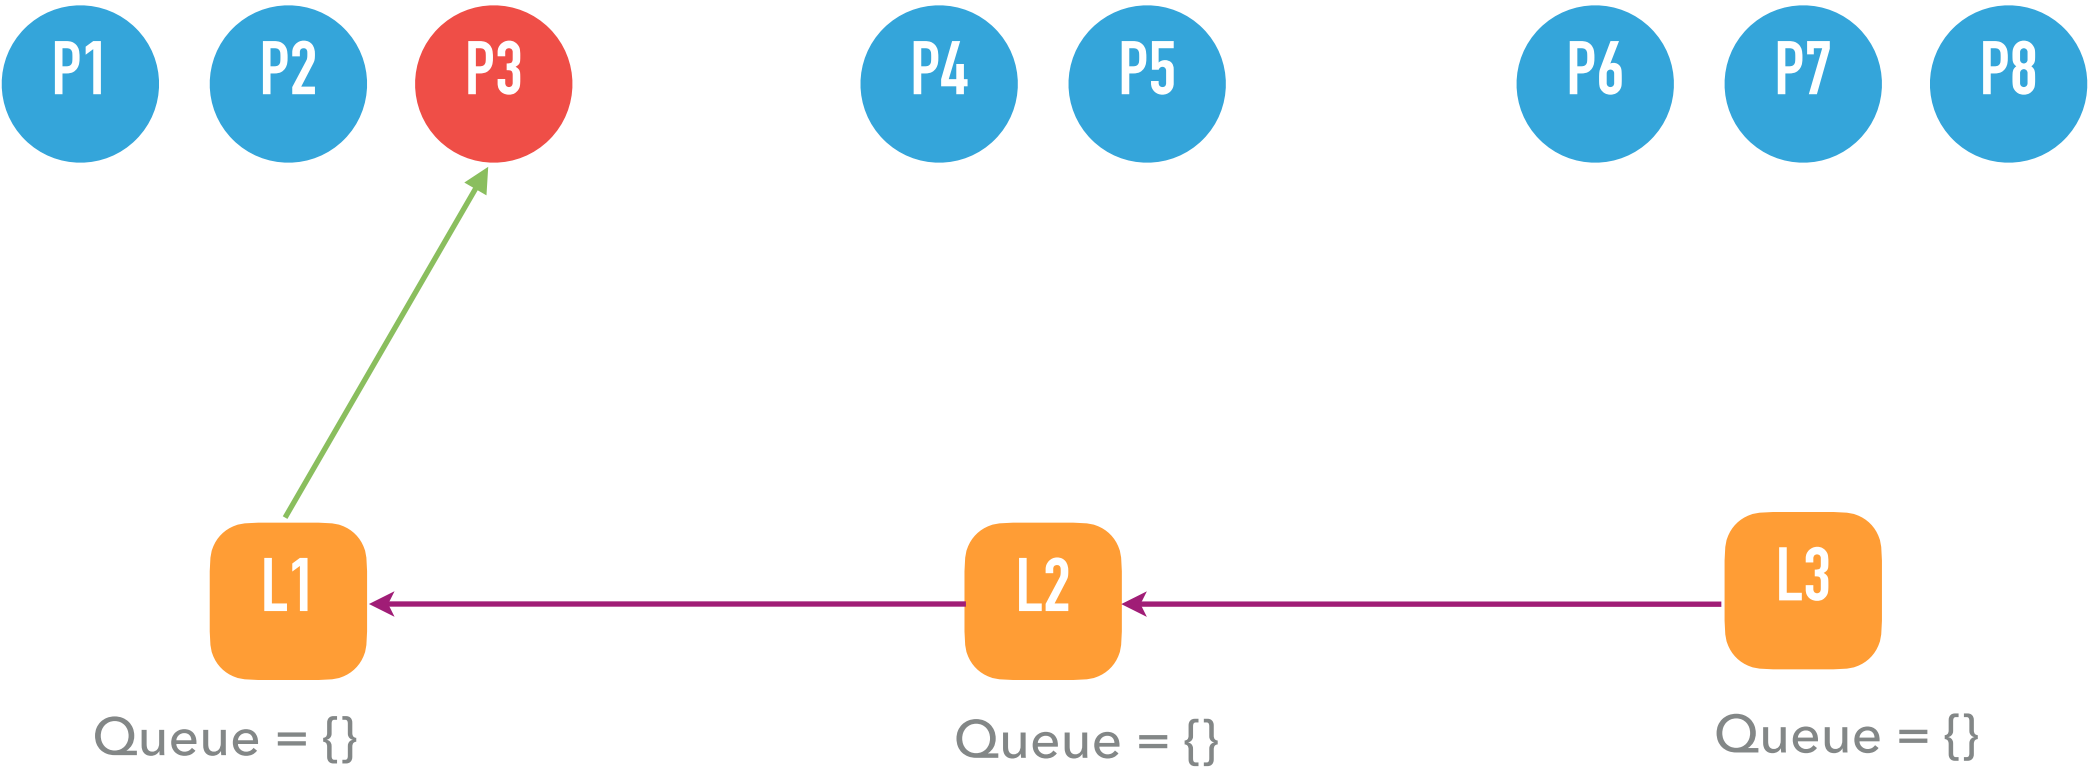 P1 P2 P3 P4 P5 P6 P7 P8
L1 L2 L3
Queue = {} Queue = {} Queue = {}